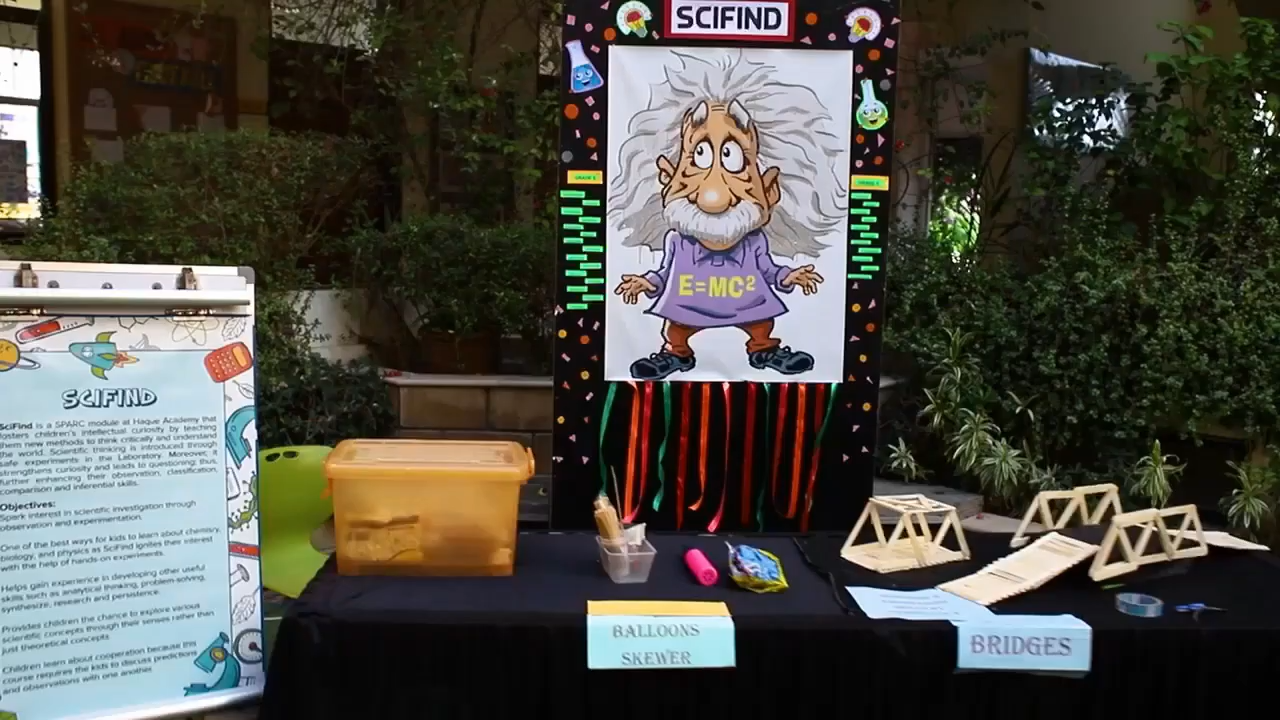 SCIFIND
GRADE 5
E=MC²
SCIFIND
SciFind is a SPARC module at Haque Academy that
fosters children's intellectual curiosity by teaching
them new methods to think critically and understand
the world. Scientific thinking is introduced through
safe experiments in the Laboratory. Moreover, it
strengthens curiosity and leads to questioning; thus,
further enhancing their observation, classification,
comparison and inferential skills.
Objectives:
Spark interest in scientific investigation through
observation and experimentation.
One of the best ways for kids to learn about chemistry,
biology, and physics as SciFind ignites their interest
with the help of hands-on experiments.
Helps gain experience in developing other useful
skills such as analytical thinking, problem-solving,
synthesize, research and persistence.
Provides children the chance to explore various
scientific concepts through their senses rather than
just theoretical concepts
Children learn about cooperation because this
course requires the kids to discuss predictions
and observations with one another
BALLOONS
SKEWER
BRIDGES